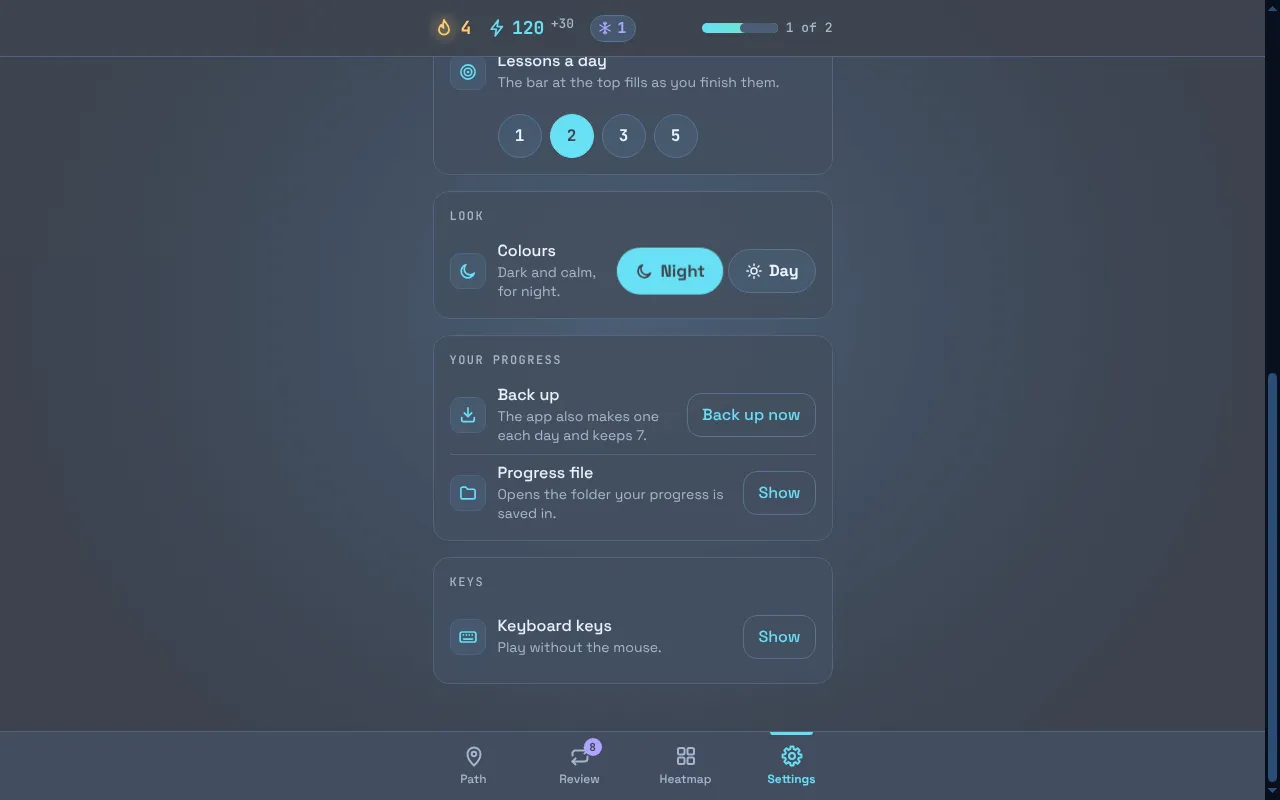 4 120 +30 1 1 of 2
Lessons a day
The bar at the top fills as you finish them.
1 2 3 5
LOOK
Colours
Dark and calm,
for night.
Night Day
YOUR PROGRESS
Back up
The app also makes one
each day and keeps 7.
Back up now
Progress file
Opens the folder your progress is
saved in.
Show
KEYS
Keyboard keys
Play without the mouse.
Show
8
Path Review Heatmap Settings